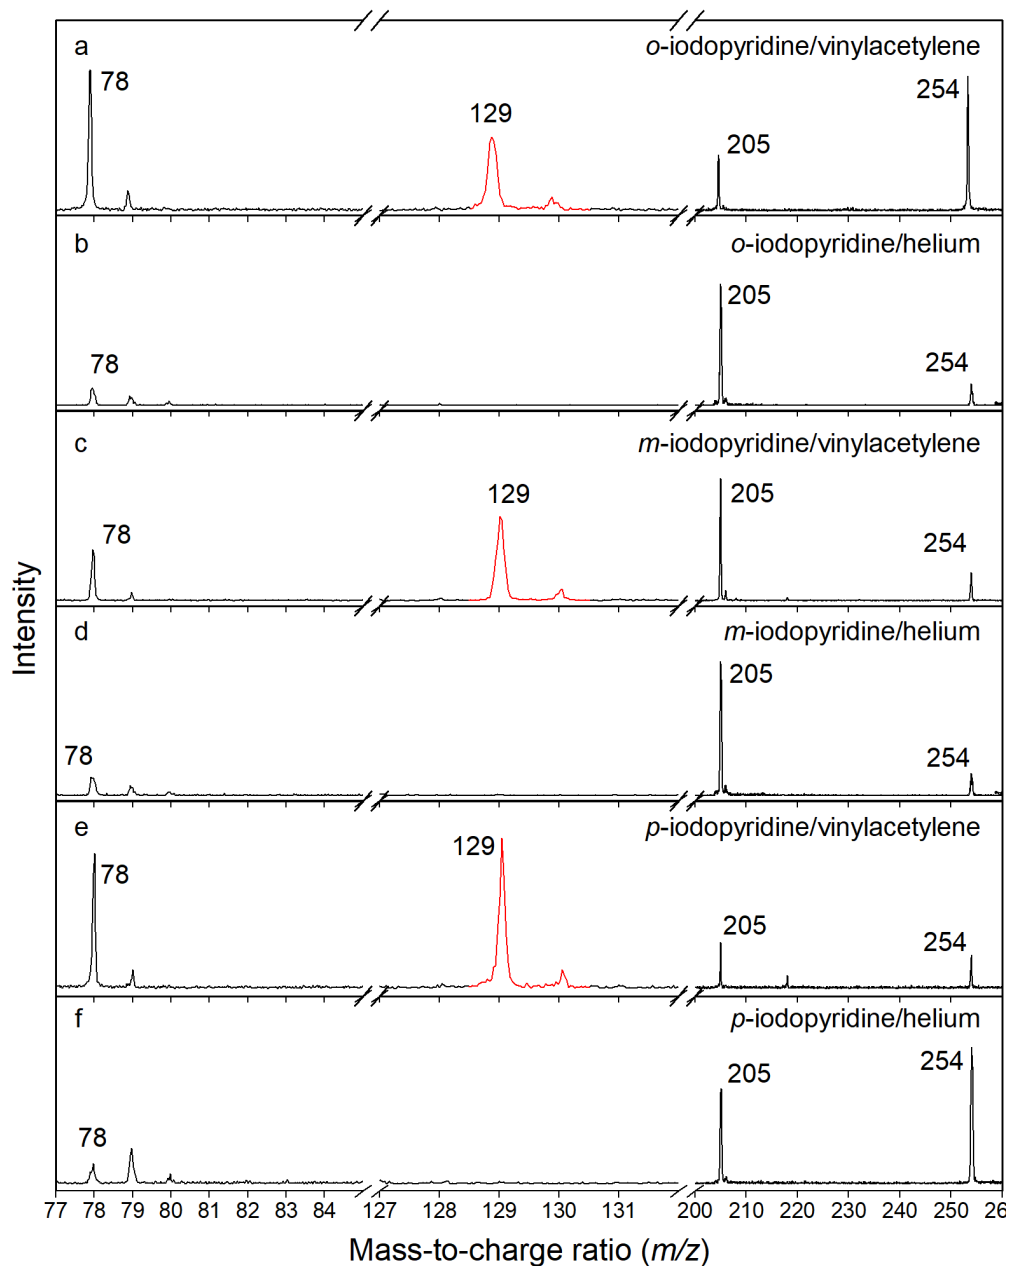 a
o-iodopyridine/vinylacetylene
78
129
205
254
b
o-iodopyridine/helium
78
205
254
c
m-iodopyridine/vinylacetylene
78
129
205
254
d
m-iodopyridine/helium
78
205
254
e
p-iodopyridine/vinylacetylene
78
129
205
254
f
p-iodopyridine/helium
78
205
254
Intensity
77 78 79 80 81 82 83 84 127 128 129 130 131 200 210 220 230 240 250 26
Mass-to-charge ratio (m/z)